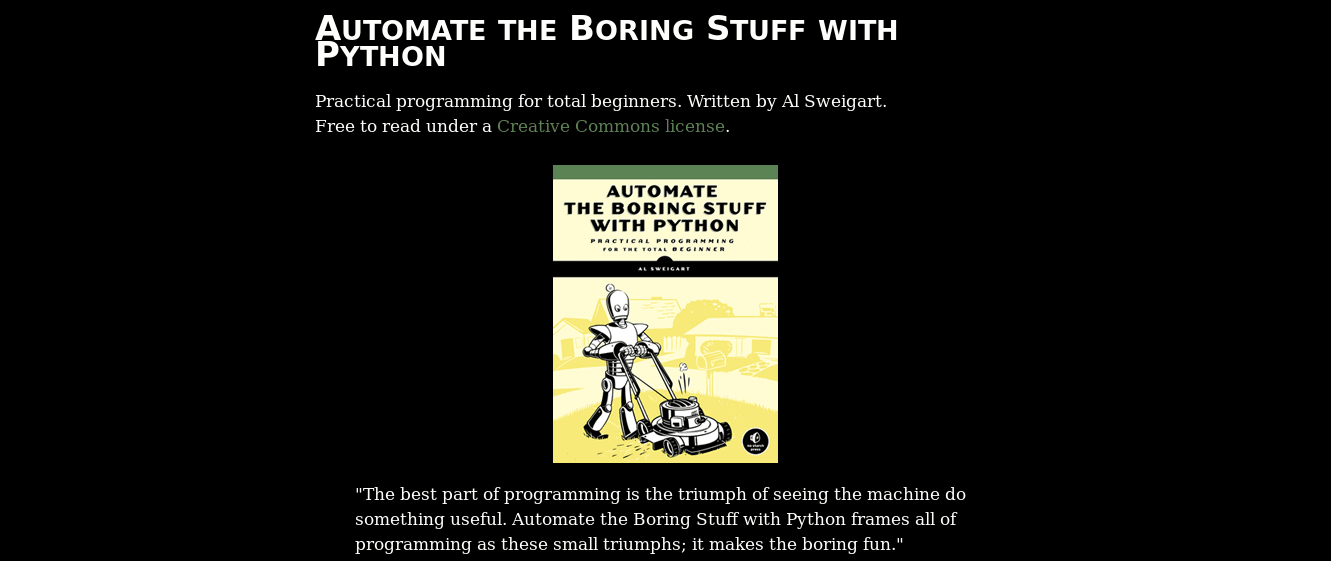 Automate the Boring Stuff with
Python
Practical programming for total beginners. Written by Al Sweigart.
Free to read under a Creative Commons license.
AUTOMATE
THE BORING STUFF
WITH PYTHON
PRACTICAL PROGRAMMING
FOR THE TOTAL BEGINNER
AL SWEIGART
no starch
press
"The best part of programming is the triumph of seeing the machine do
something useful. Automate the Boring Stuff with Python frames all of
programming as these small triumphs; it makes the boring fun."